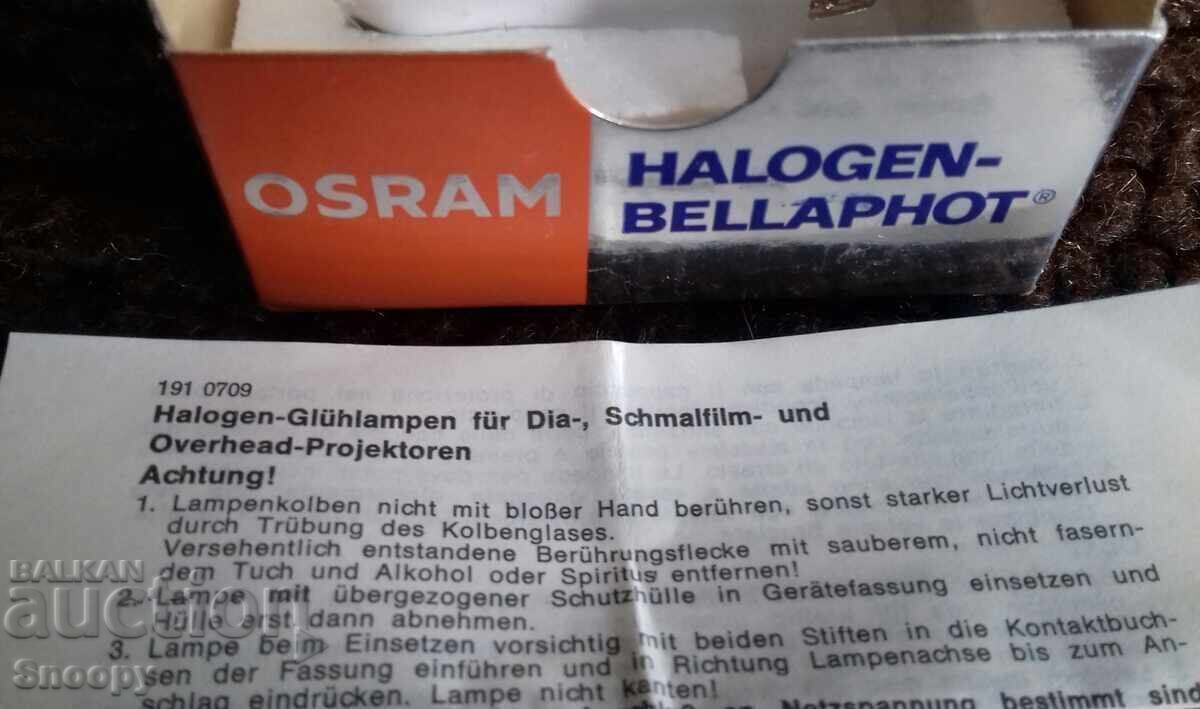 OSRAM
HALOGEN-
BELLAPHOT®
191 0709
Halogen-Glühlampen für Dia-, Schmalfilm- und
Overhead-Projektoren
Achtung!
1. Lampenkolben nicht mit bloßer Hand berühren, sonst starker Lichtverlust
durch Trübung des Kolbenglases.
Versehentlich entstandene Berührungsflecke mit sauberem, nicht fasern-
dem Tuch und Alkohol oder Spiritus entfernen!
2. Lampe mit übergezogener Schutzhülle in Gerätefassung einsetzen und
Hülle erst dann abnehmen.
3. Lampe beim Einsetzen vorsichtig mit beiden Stiften in die Kontaktbuch-
sen der Fassung einführen und in Richtung Lampenachse bis zum An-
schlag eindrücken. Lampe nicht kanten!
Netzspannung bestimmt sind
BALKAN
auction
Snoopy